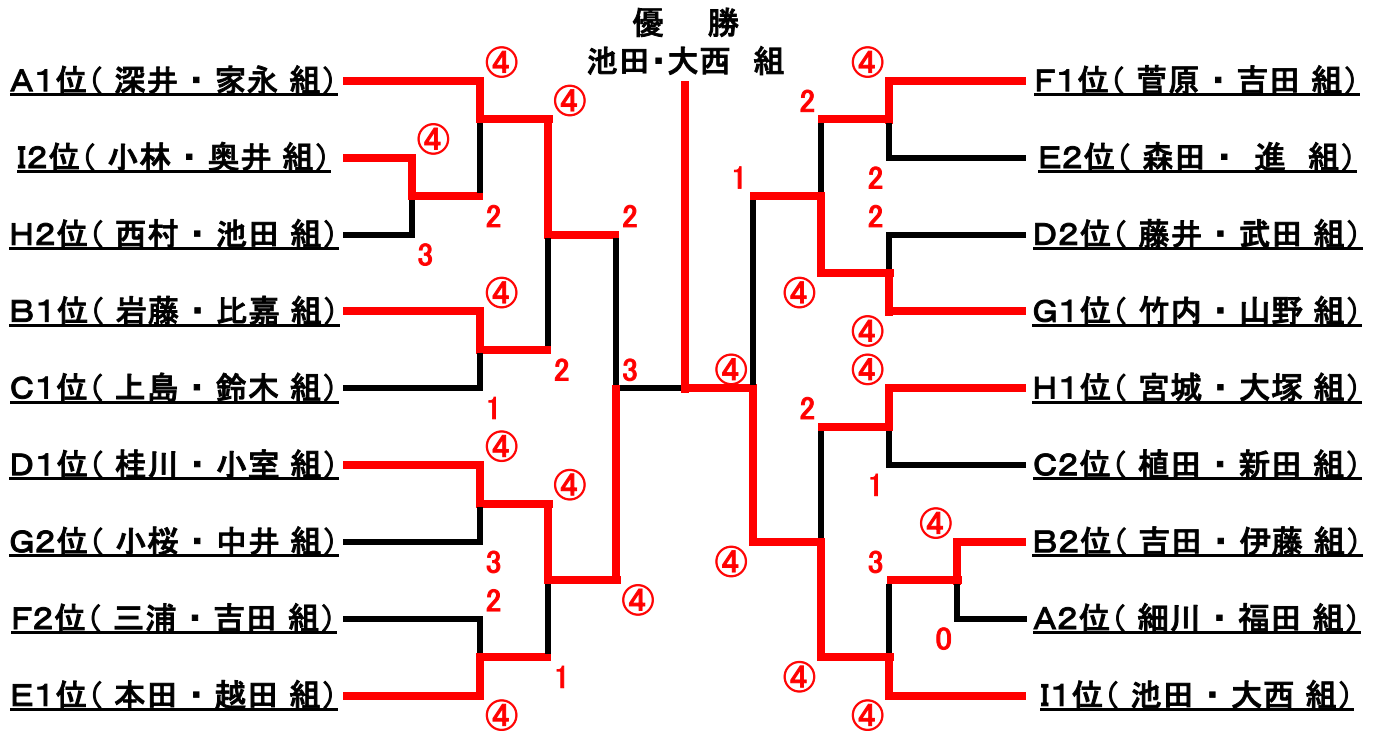 優　勝
池田・大西　組
④
④
A1位( 深井 ・ 家永 組)
④
I2位( 小林 ・ 奥井 組)
2
2
H2位( 西村 ・ 池田 組)
3
④
B1位( 岩藤 ・ 比嘉 組)
2
3
C1位( 上島 ・ 鈴木 組)
1
④
D1位( 桂川 ・ 小室 組)
④
G2位( 小桜 ・ 中井 組)
3
2
④
F2位( 三浦 ・ 吉田 組)
1
E1位( 本田 ・ 越田 組)
④
④
F1位( 菅原 ・ 吉田 組)
2
E2位( 森田 ・　進　組)
1
2
2
D2位( 藤井 ・ 武田 組)
④
G1位( 竹内 ・ 山野 組)
④
④
④
H1位( 宮城 ・ 大塚 組)
2
C2位( 植田 ・ 新田 組)
1
④
B2位( 吉田 ・ 伊藤 組)
④
3
A2位( 細川 ・ 福田 組)
0
④
I1位( 池田 ・ 大西 組)
④